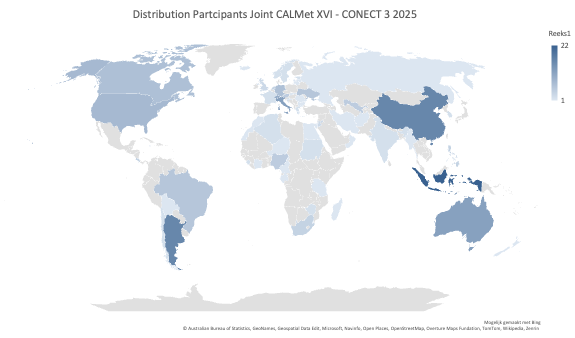 Distribution Partcipants Joint CALMet XVI - CONECT 3 2025
Reeks1
22
1
Mogelijk gemaakt met Bing
© Australian Bureau of Statistics, GeoNames, Geospatial Data Edit, Microsoft, Navinfo, Open Places, OpenStreetMap, Overture Maps Fundation, TomTom, Wikipedia, Zenrin